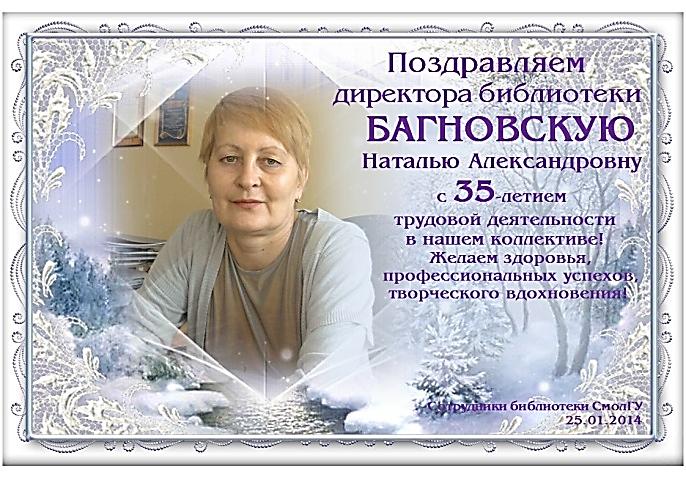 Поздравляем
директора библиотеки
БАГНОВСКУЮ
Наталью Александровну
с 35-летием
трудовой деятельности
в нашем коллективе!
Желаем здоровья,
профессиональных успехов,
творческого вдохновения!
Сотрудники библиотеки СмолГУ
25.01.2014